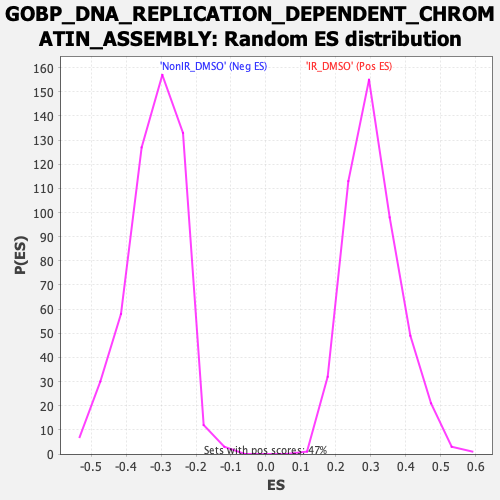 GOBP_DNA_REPLICATION_DEPENDENT_CHROM
ATIN_ASSEMBLY: Random ES distribution
'NonIR_DMSO' (Neg ES) 'IR_DMSO' (Pos ES)
160
150
140
130
120
110
100
90
80
70
60
50
40
30
20
10
0
P(ES)
Sets with pos scores: 47%
-0.5 -0.4 -0.3 -0.2 -0.1 0.0 0.1 0.2 0.3 0.4 0.5 0.6
ES